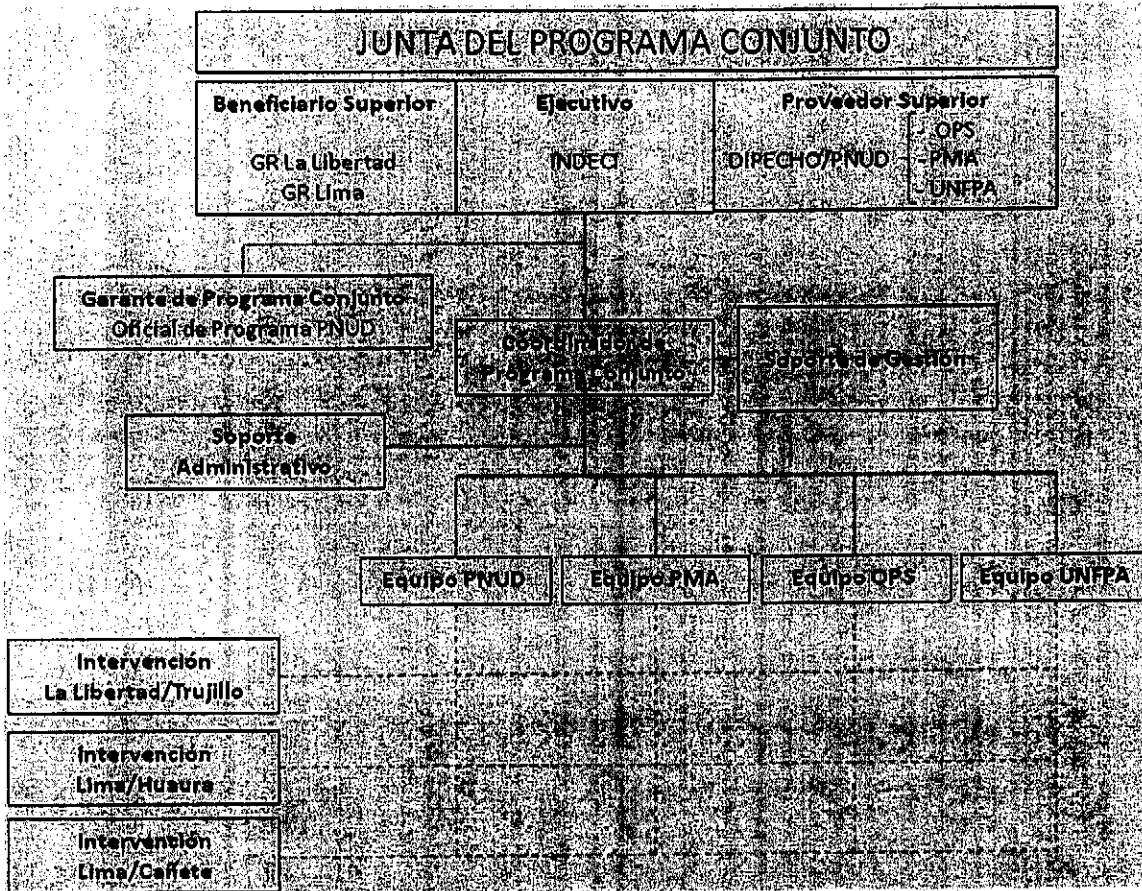 JUNTA DEL PROGRAMA CONJUNTO
Beneficiario Superior
GR La Libertad
GR Lima
Ejecutivo
INDECI
Proveedor Superior
DIPECHO/PNUD
- OPS
- PMA
- UNFPA
Garante de Programa Conjunto
Oficial de Programa PNUD
Coordinador de
Programa Conjunto
Soporte de Gestión
Soporte
Administrativo
Equipo PNUD
Equipo PMA
Equipo OPS
Equipo UNFPA
Intervención
La Libertad/Trujillo
Intervención
Lima/Huaura
Intervención
Lima/Cañete